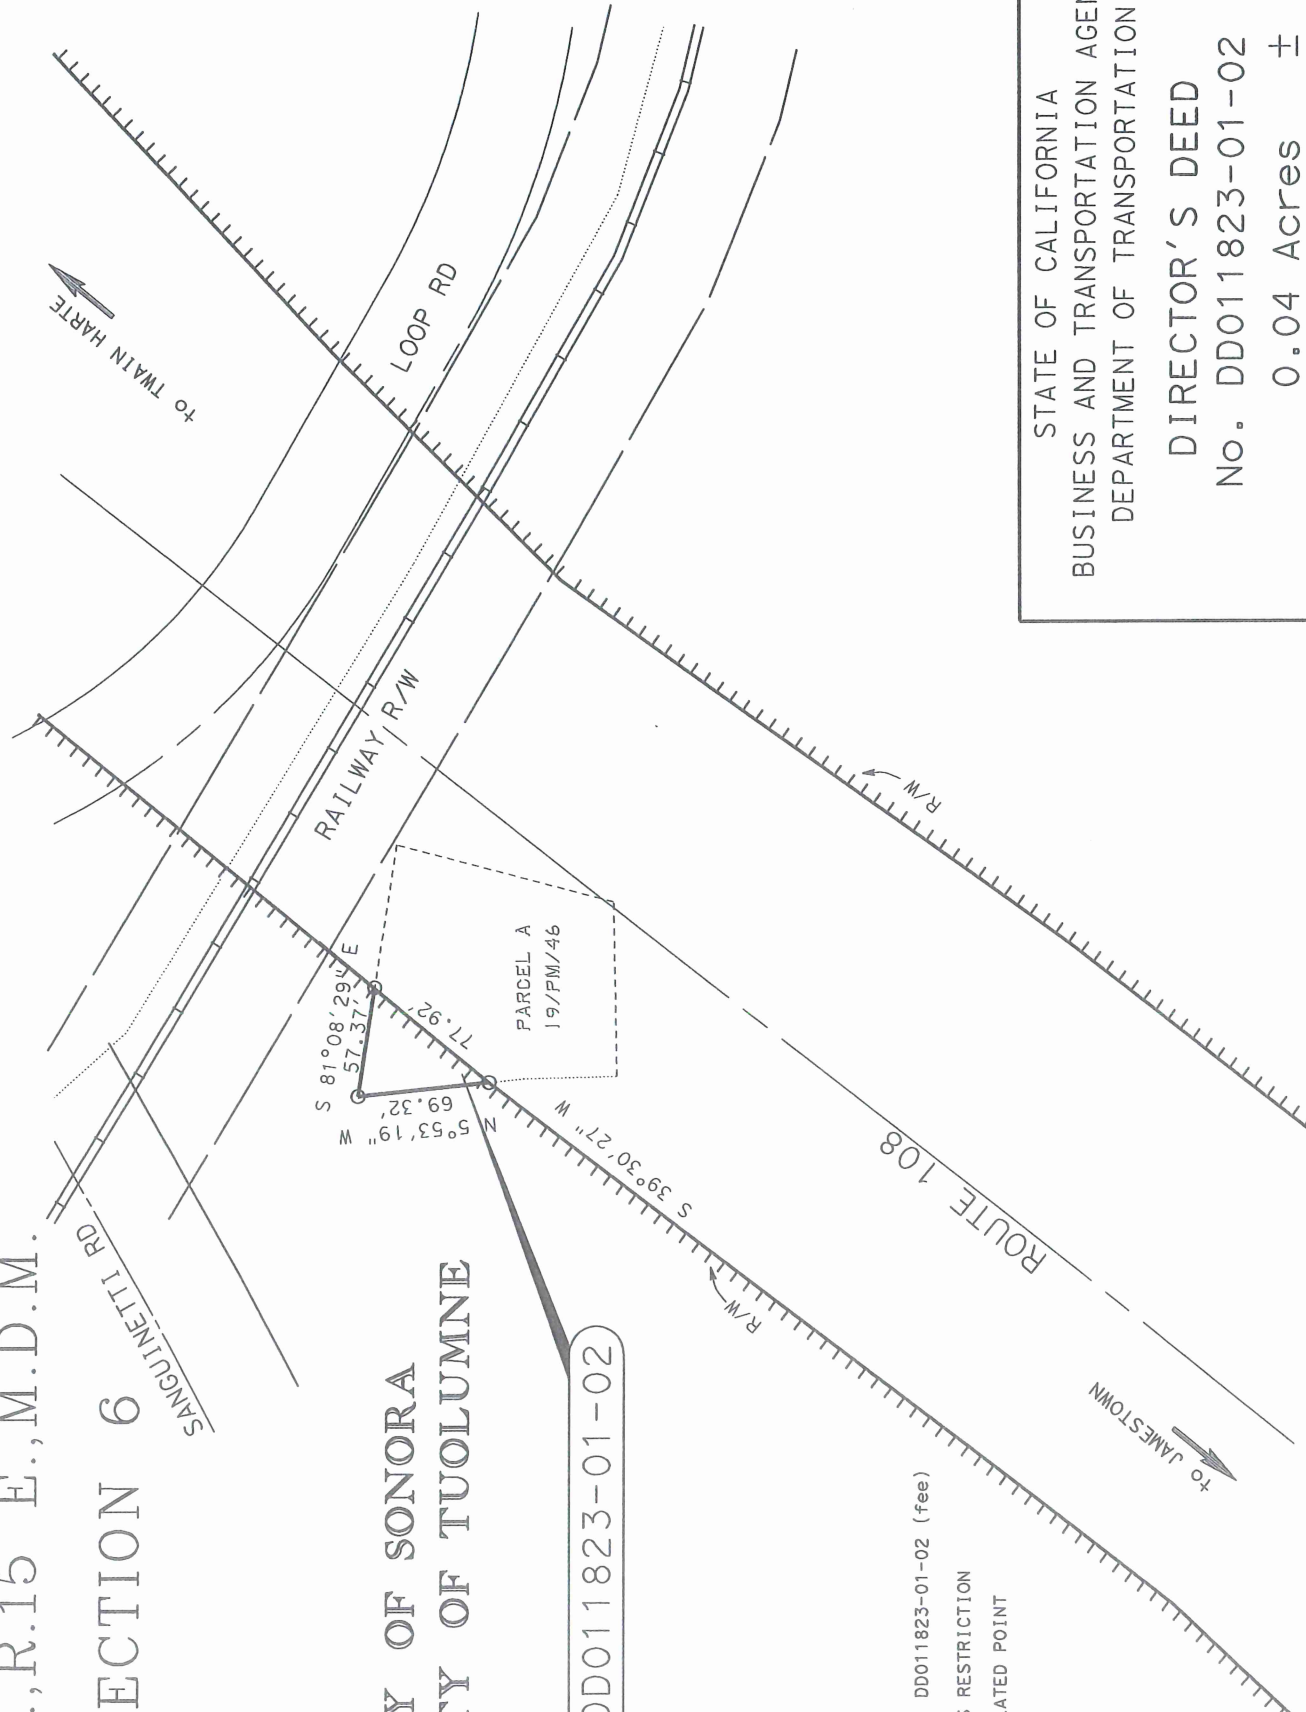 .,R.15 E.,M.D.M.
ECTION 6
Y OF SONORA
TY OF TUOLUMNE
DD011823-01-02
SANGUINETTI RD
to TWAIN HARTE
LOOP RD
RAILWAY R/W
S 81°08'29" E
57.37'
N 5°53'19" W
69.32'
77.92'
S 39°30'27" W
PARCEL A
19/PM/46
R/W
R/W
ROUTE 108
to JAMESTOWN
DD011823-01-02 (fee)
S RESTRICTION
ATED POINT
STATE OF CALIFORNIA
BUSINESS AND TRANSPORTATION AGEN
DEPARTMENT OF TRANSPORTATION
DIRECTOR'S DEED
No. DD011823-01-02
0.04 Acres ±